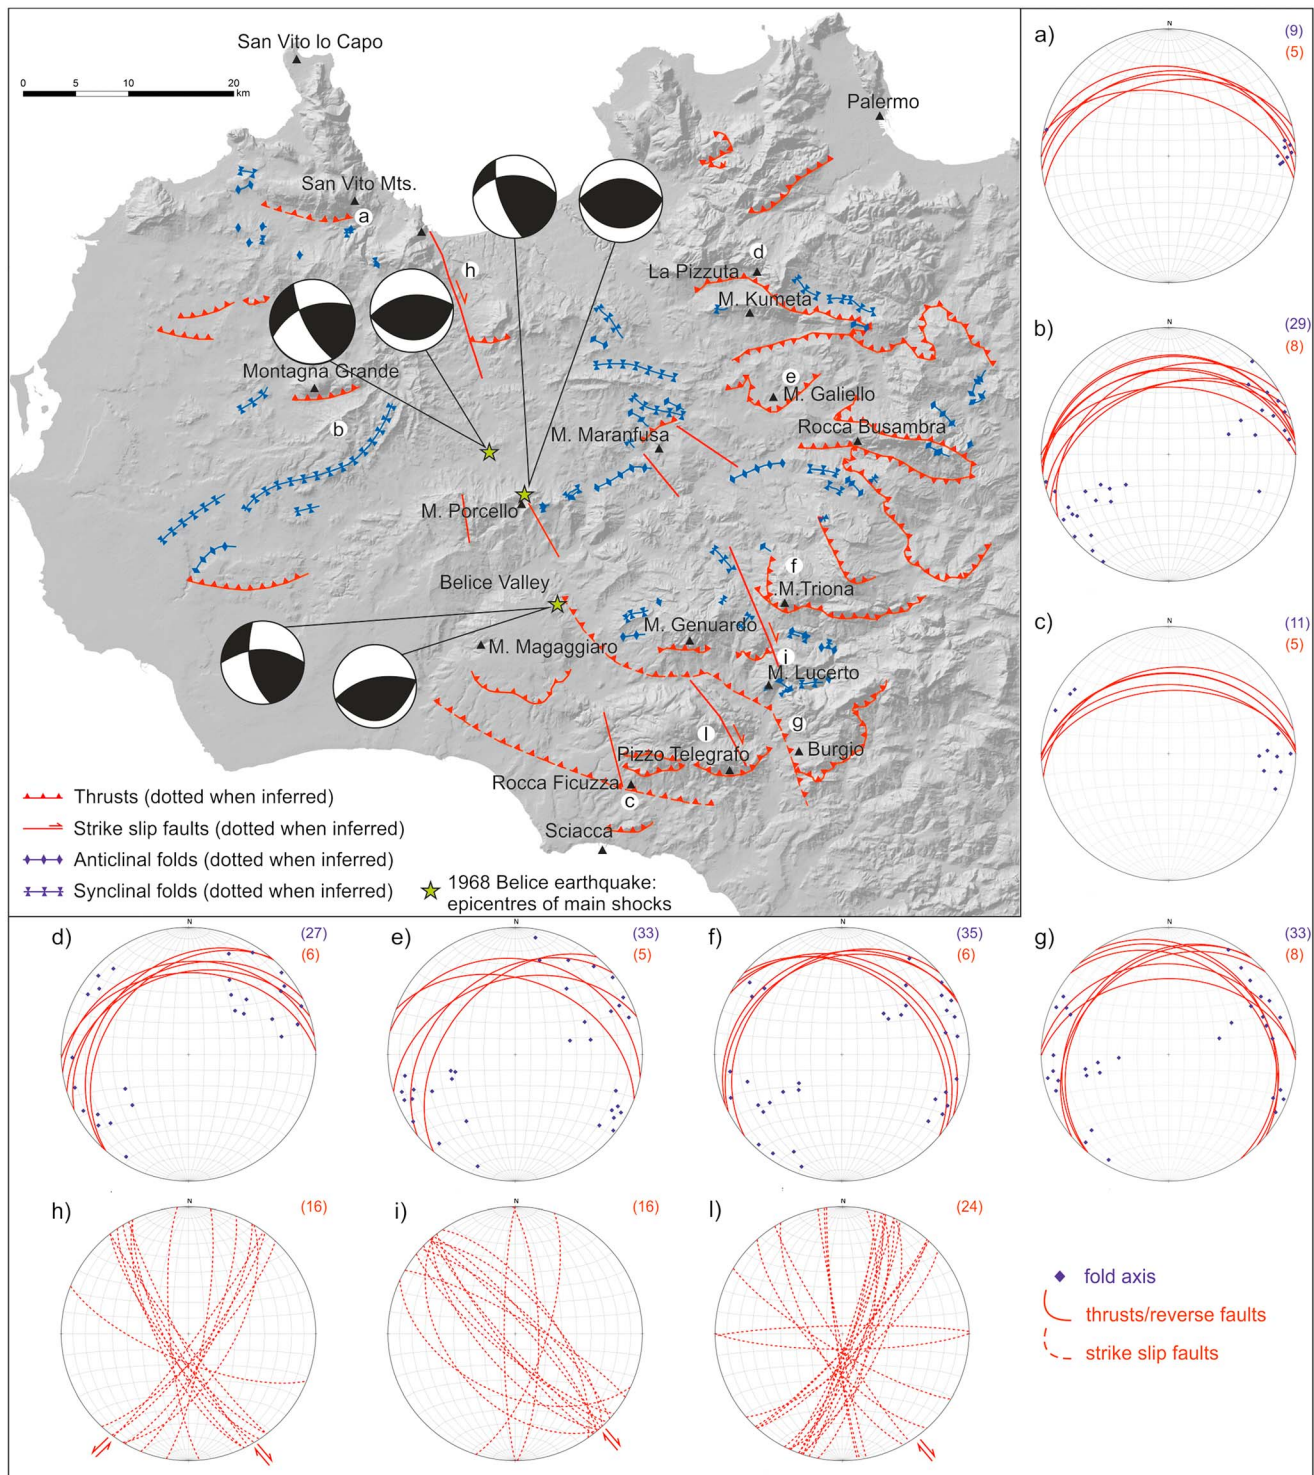 San Vito lo Capo
0 5 10 20
km
Palermo
San Vito Mts.
a
d
h
La Pizzuta
M. Kumeta
Montagna Grande
e
M. Galiello
b
M. Maranfusa
Rocca Busambra
M. Porcello
Belice Valley
f
M.Triona
M. Genuardo
M. Magaggiaro
i
M. Lucerto
g
l
Pizzo Telegrafo
Burgio
Rocca Ficuzza
c
Sciacca
Thrusts (dotted when inferred)
Strike slip faults (dotted when inferred)
Anticlinal folds (dotted when inferred)
Synclinal folds (dotted when inferred)
1968 Belice earthquake:
epicentres of main shocks
a)
N
(9)
(5)
b)
N
(29)
(8)
c)
N
(11)
(5)
d)
N
(27)
(6)
e)
N
(33)
(5)
f)
N
(35)
(6)
g)
N
(33)
(8)
h)
N
(16)
i)
N
(16)
l)
N
(24)
fold axis
thrusts/reverse faults
strike slip faults